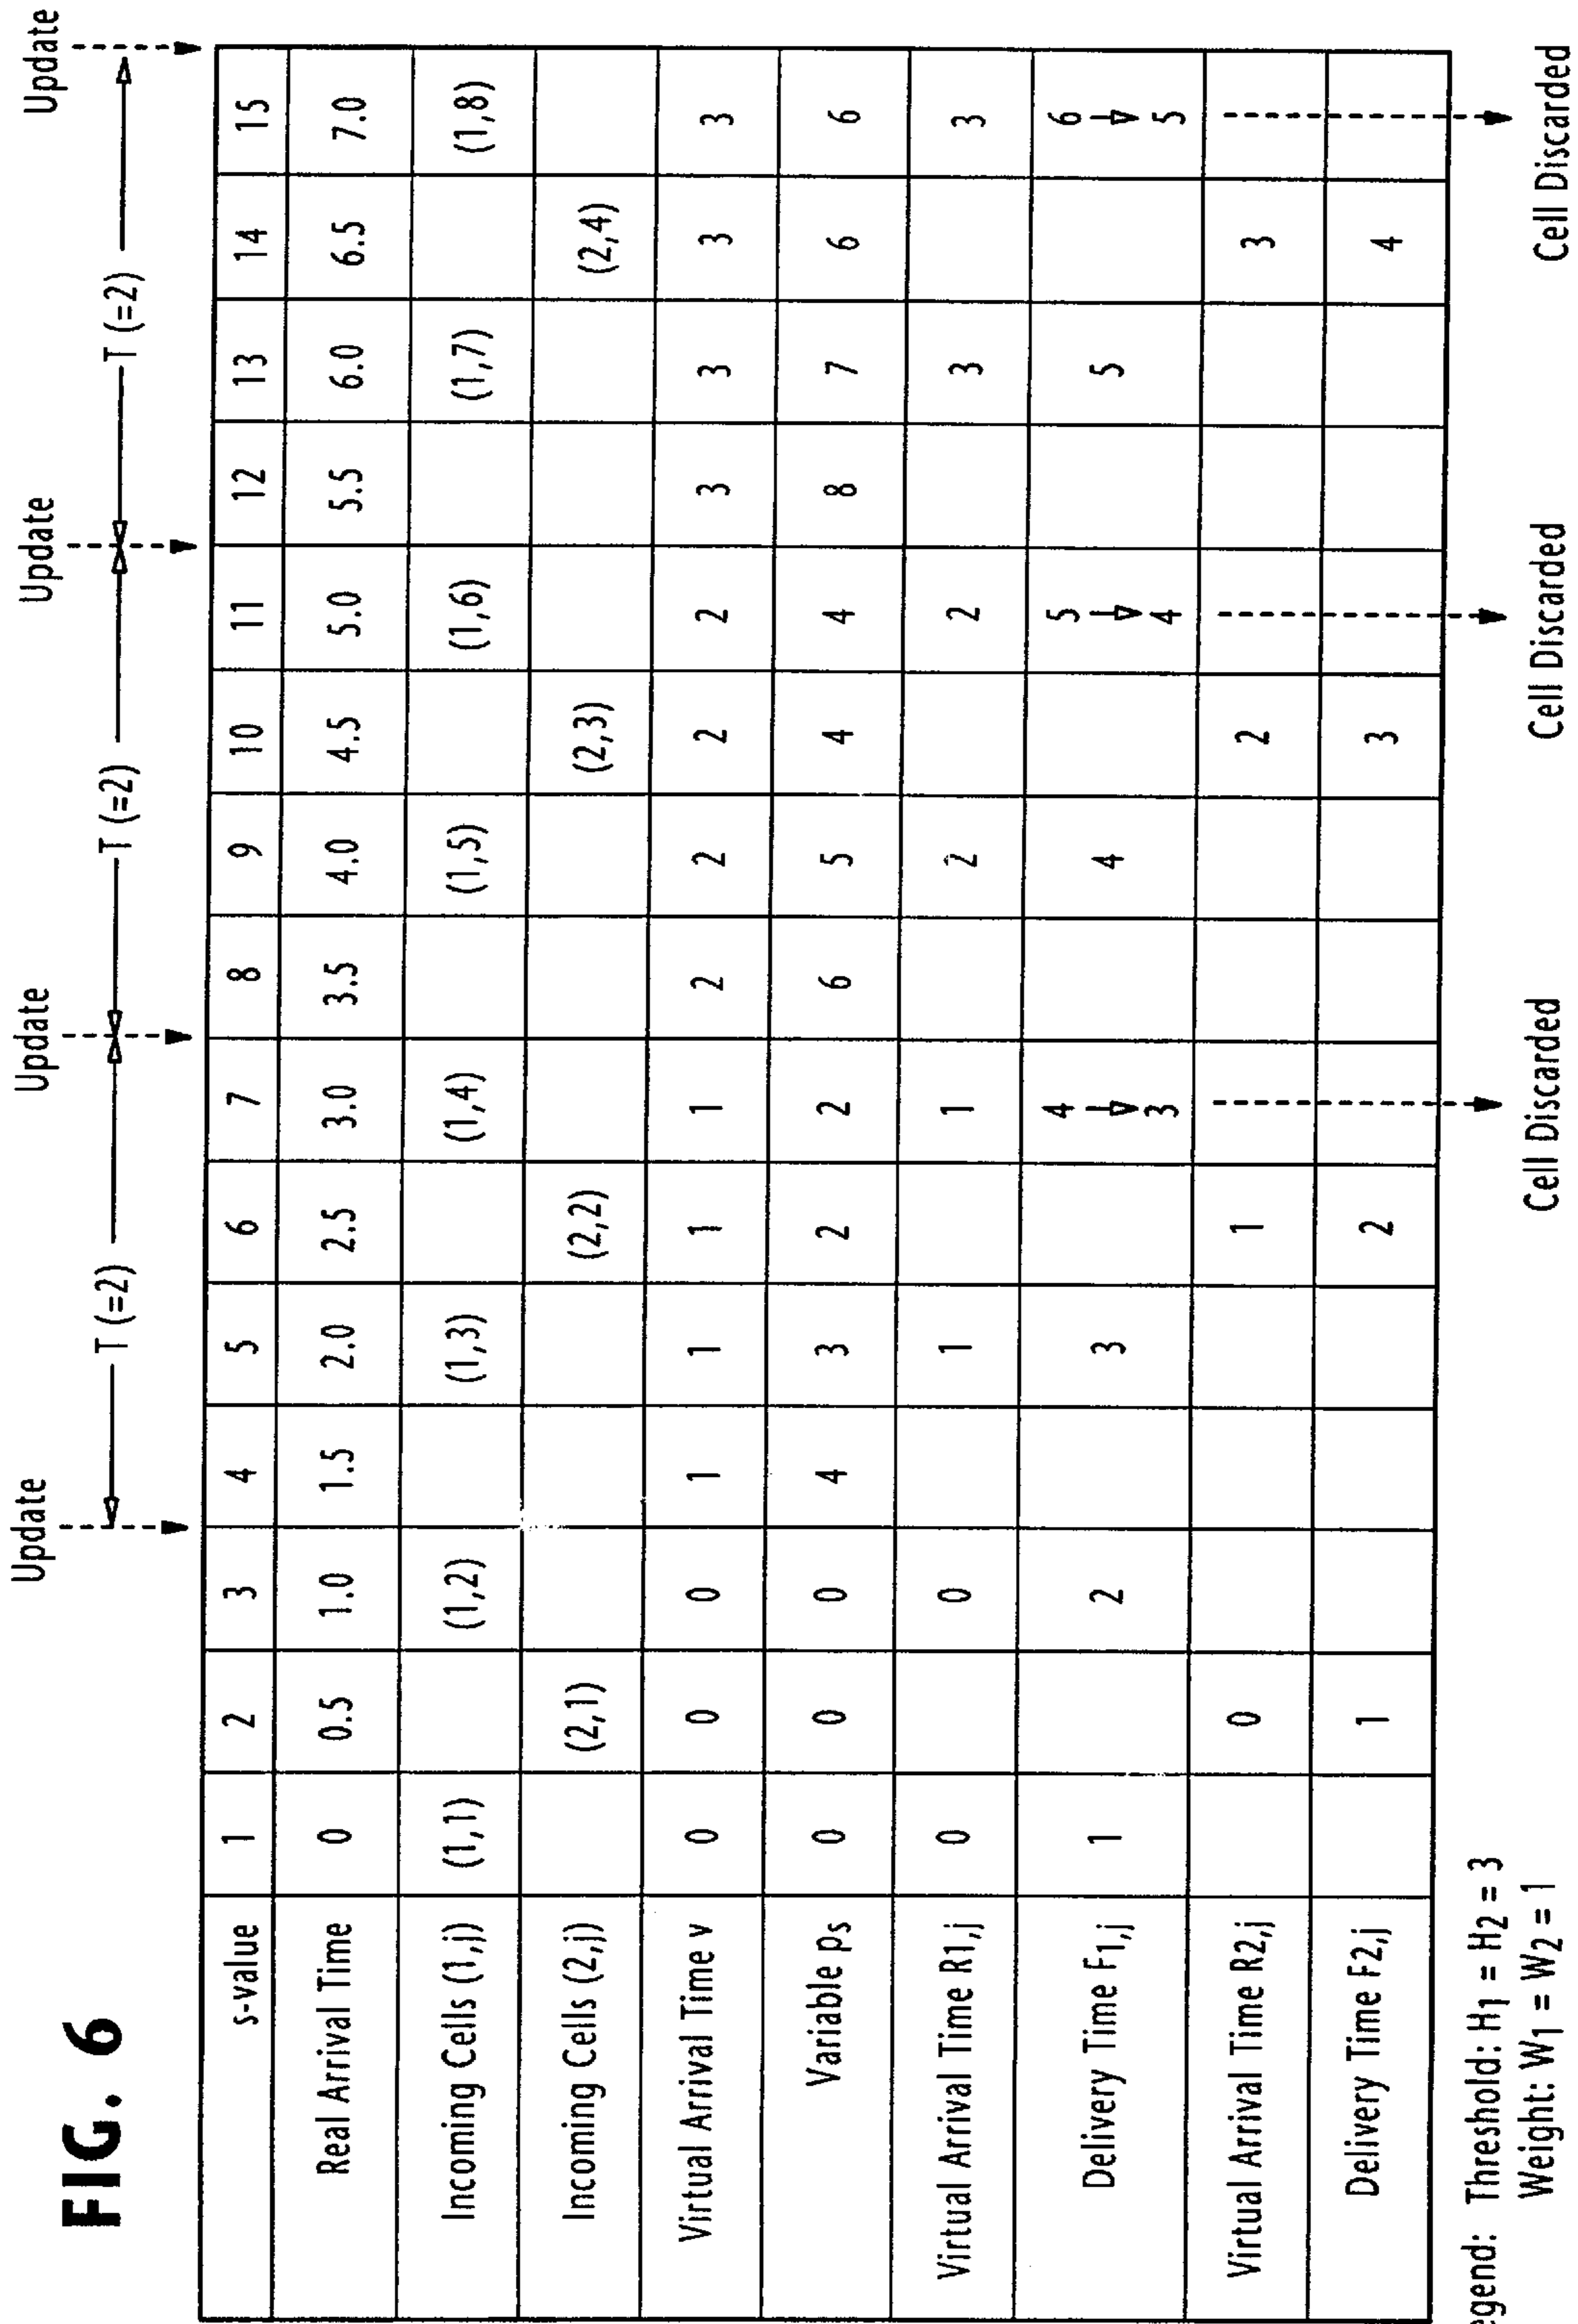 FIG. 6
Update Update Update Update
T (=2) T (=2) T (=2)
s-value 1 2 3 4 5 6 7 8 9 10 11 12 13 14 15
Real Arrival Time 0 0.5 1.0 1.5 2.0 2.5 3.0 3.5 4.0 4.5 5.0 5.5 6.0 6.5 7.0
Incoming Cells (1,j) (1,1) (1,2) (1,3) (1,4) (1,5) (1,6) (1,7) (1,8)
Incoming Cells (2,j) (2,1) (2,2) (2,3) (2,4)
Virtual Arrival Time v 0 0 0 1 1 1 1 2 2 2 2 3 3 3 3
Variable ps 0 0 0 4 3 2 2 6 5 4 4 8 7 6 6
Virtual Arrival Time R1,j 0 0 1 1 2 2 3 3
Delivery Time F1,j 1 2 3 4 → 3 4 5 → 4 5 6 → 5
Virtual Arrival Time R2,j 0 1 2 3
Delivery Time F2,j 1 2 3 4
Cell Discarded Cell Discarded Cell Discarded
egend: Threshold: H1 = H2 = 3
Weight: W1 = W2 = 1